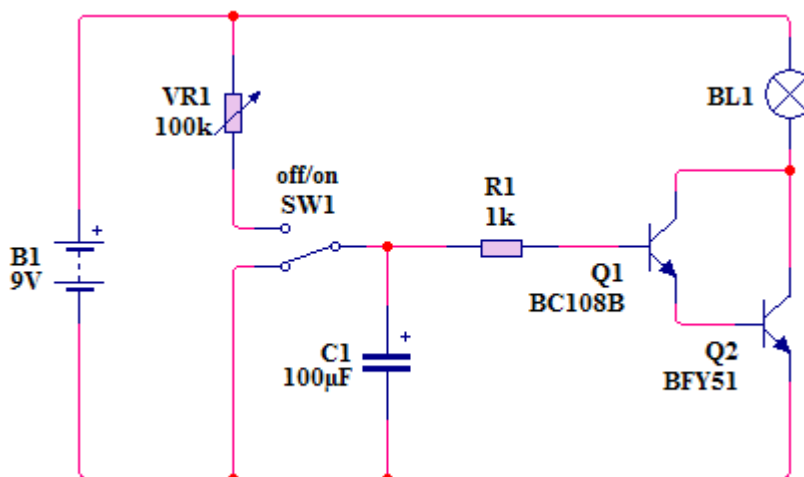 VR1
100k
off/on
SW1
BL1
R1
1k
+
B1
9V
Q1
BC108B
+
C1
100µF
Q2
BFY51